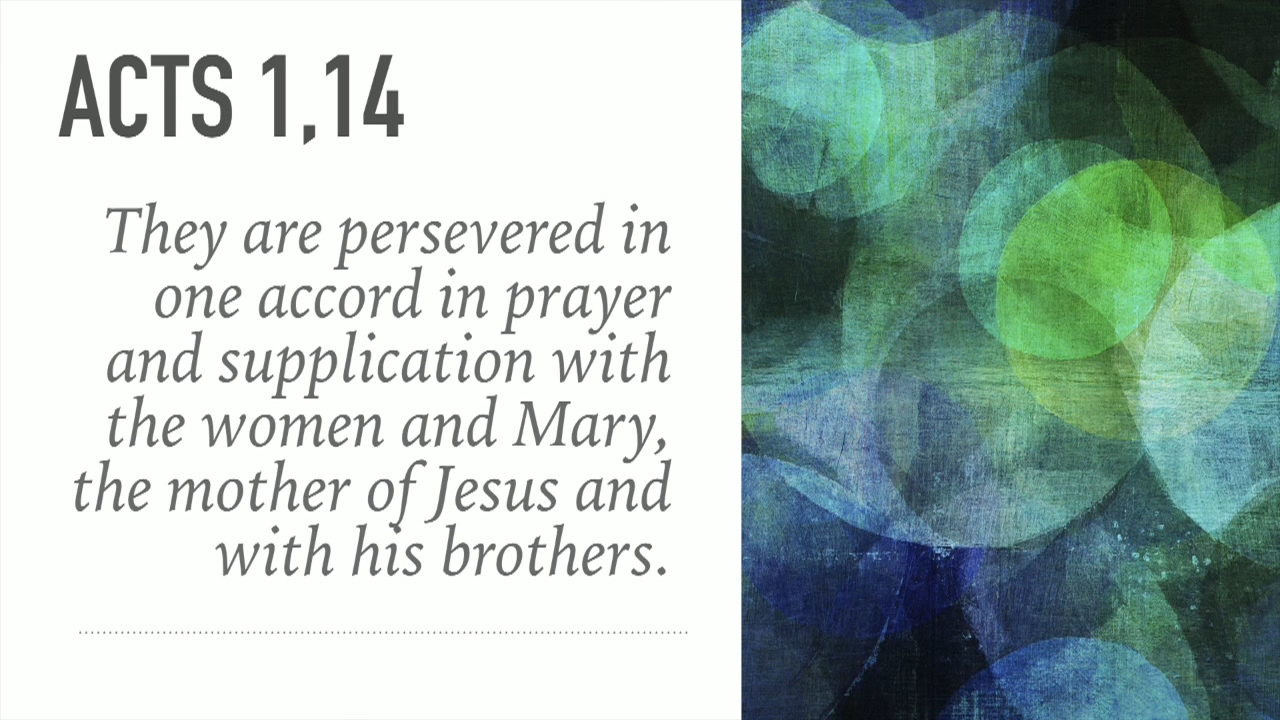 ACTS 1,14
They are persevered in
one accord in prayer
and supplication with
the women and Mary,
the mother of Jesus and
with his brothers.